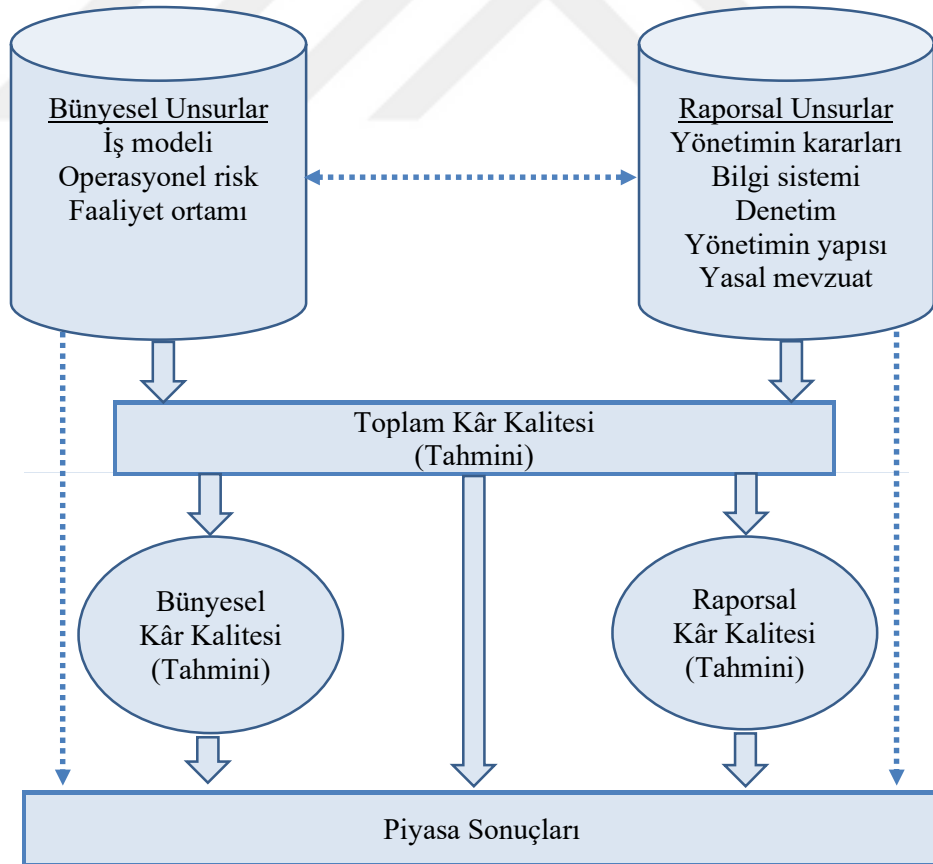 Bünyesel Unsurlar
İş modeli
Operasyonel risk
Faaliyet ortamı
Raporsal Unsurlar
Yönetimin kararları
Bilgi sistemi
Denetim
Yönetimin yapısı
Yasal mevzuat
Toplam Kâr Kalitesi
(Tahmini)
Bünyesel
Kâr Kalitesi
(Tahmini)
Raporsal
Kâr Kalitesi
(Tahmini)
Piyasa Sonuçları